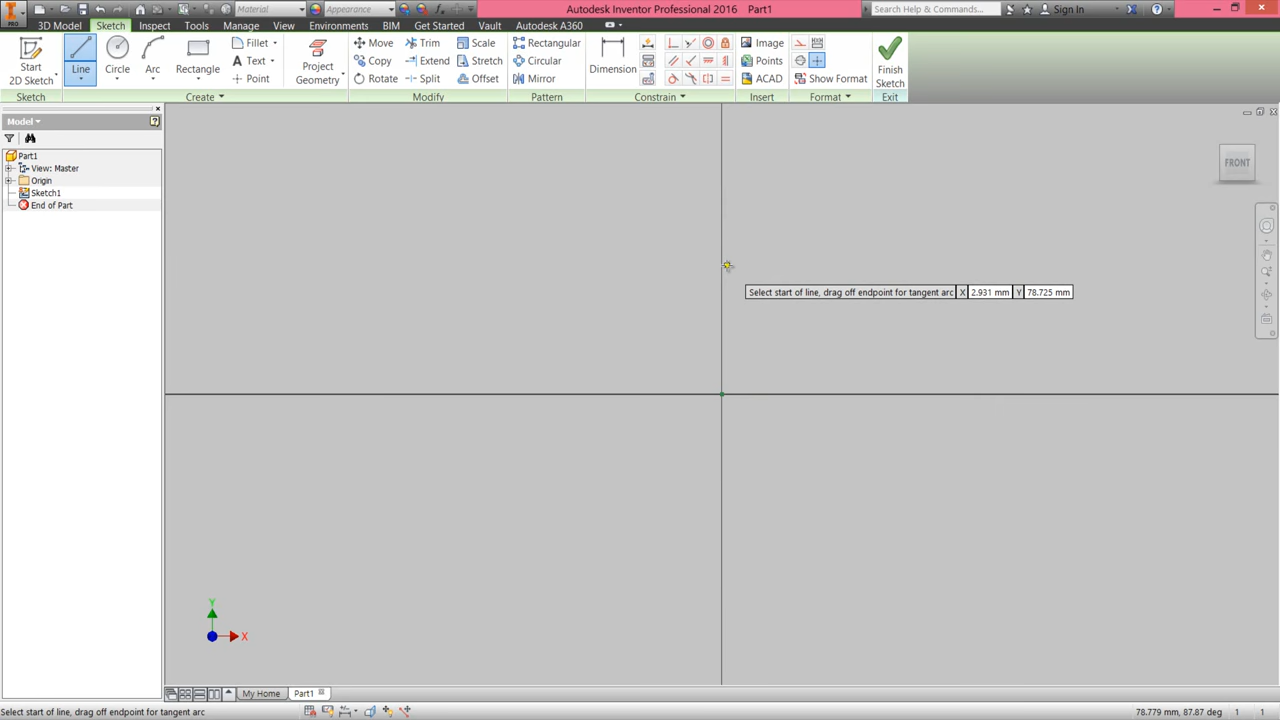 PRO
Material
Appearance
Autodesk Inventor Professional 2016 Part1
Search Help & Commands...
Sign In
3D Model
Sketch
Inspect
Tools
Manage
View
Environments
BIM
Get Started
Vault
Autodesk A360
Start
2D Sketch
Line
Circle
Arc
Rectangle
Fillet
Text
Point
Project
Geometry
Move
Copy
Rotate
Trim
Extend
Split
Scale
Stretch
Offset
Rectangular
Circular
Mirror
Dimension
Image
Points
ACAD
Show Format
Finish
Sketch
Sketch
Create
Modify
Pattern
Constrain
Insert
Format
Exit
Model
Part1
View: Master
Origin
Sketch1
End of Part
FRONT
Select start of line, drag off endpoint for tangent arc X 2.931 mm Y 78.725 mm
Y
X
My Home
Part1
Select start of line, drag off endpoint for tangent arc
78.779 mm, 87.87 deg 1 1